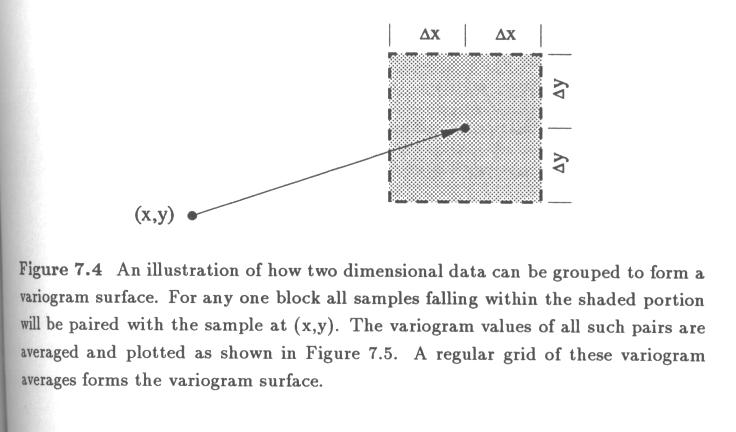 Δx Δx
Δy
Δy
(x,y)
Figure 7.4 An illustration of how two dimensional data can be grouped to form a
variogram surface. For any one block all samples falling within the shaded portion
will be paired with the sample at (x,y). The variogram values of all such pairs are
averaged and plotted as shown in Figure 7.5. A regular grid of these variogram
averages forms the variogram surface.